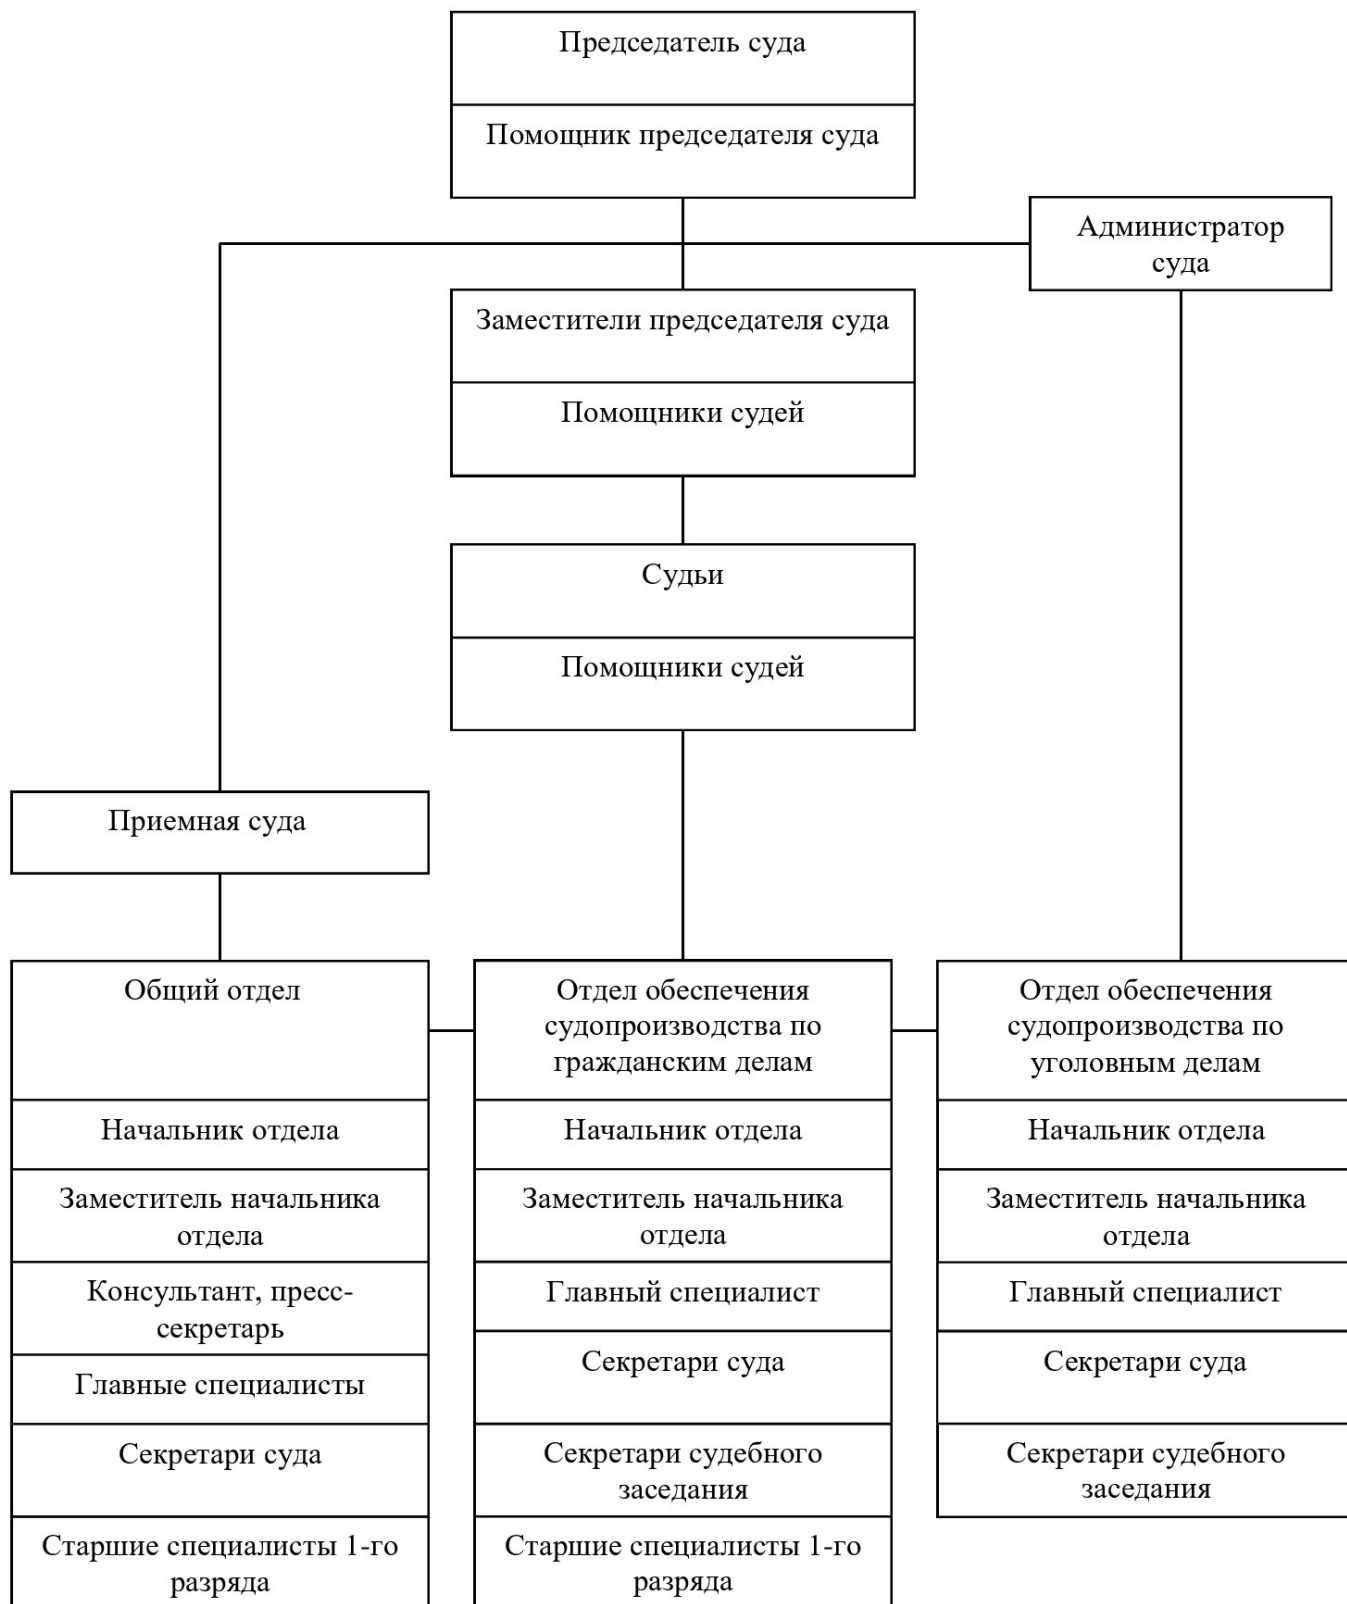 Председатель суда
Помощник председателя суда
Администратор
суда
Заместители председателя суда
Помощники судей
Судьи
Помощники судей
Приемная суда
Общий отдел
Начальник отдела
Заместитель начальника
отдела
Консультант, пресс-
секретарь
Главные специалисты
Секретари суда
Старшие специалисты 1-го
разряда
Отдел обеспечения
судопроизводства по
гражданским делам
Начальник отдела
Заместитель начальника
отдела
Главный специалист
Секретари суда
Секретари судебного
заседания
Старшие специалисты 1-го
разряда
Отдел обеспечения
судопроизводства по
уголовным делам
Начальник отдела
Заместитель начальника
отдела
Главный специалист
Секретари суда
Секретари судебного
заседания